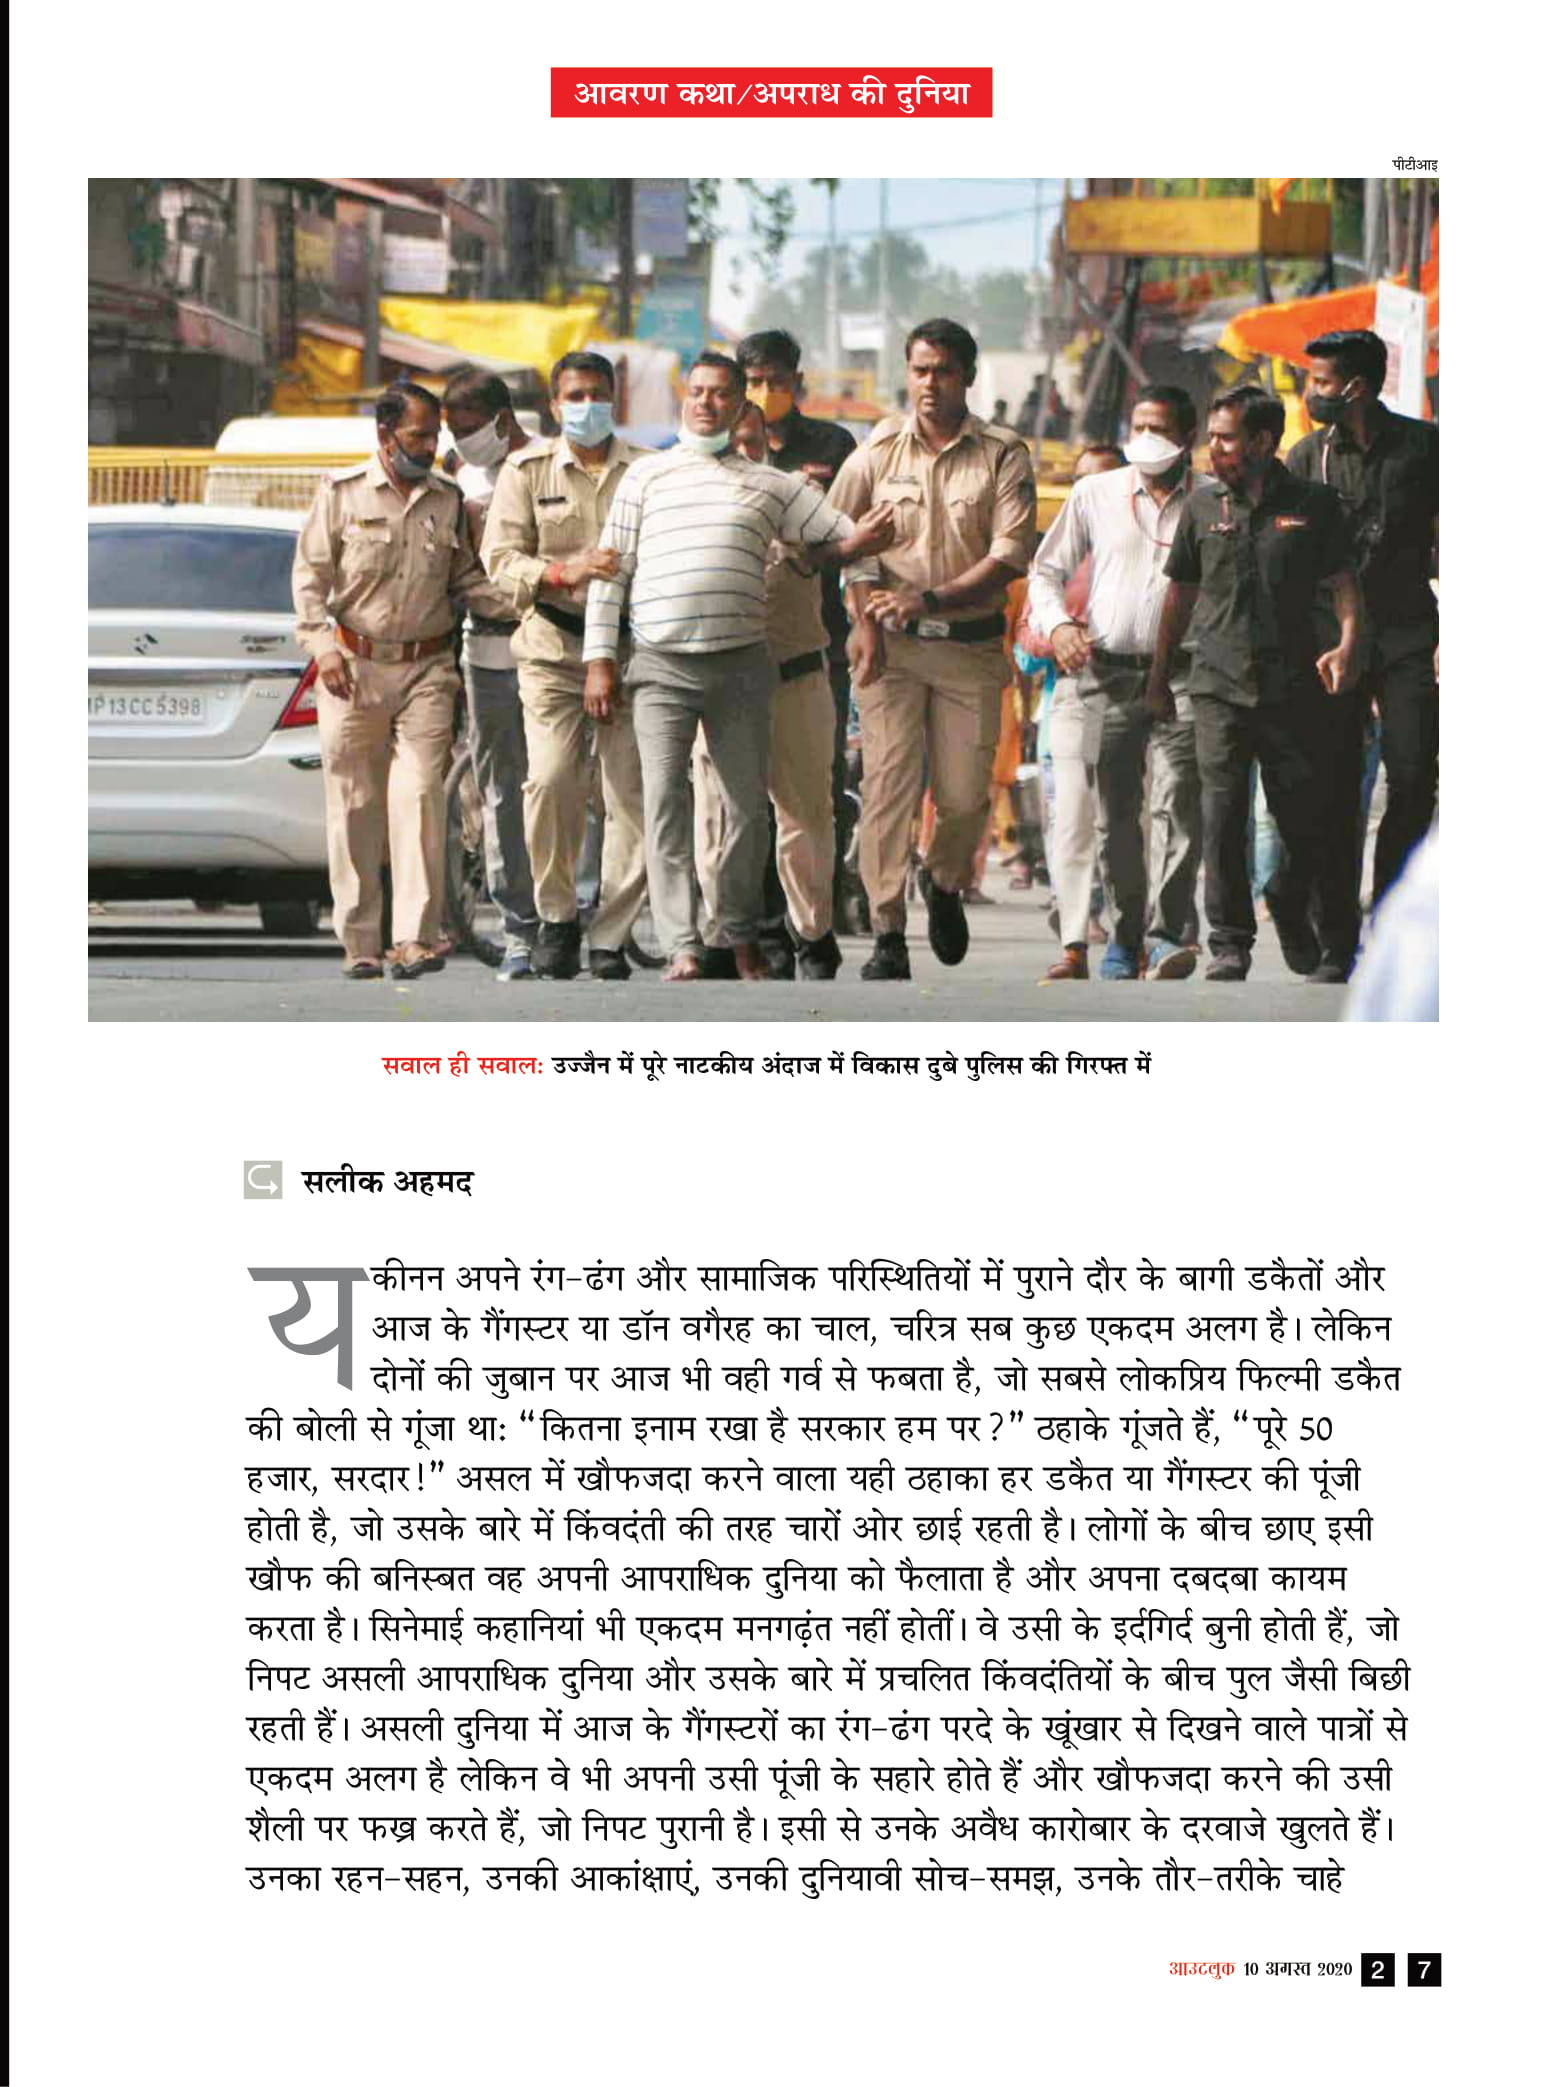 आवरण कथा/अपराध की दुनिया
पीटीआइ
P 13 CC 5398
सवाल ही सवाल: उज्जैन में पूरे नाटकीय अंदाज में विकास दुबे पुलिस की गिरफ्त में
सलीक अहमद
यकीनन अपने रंग-ढंग और सामाजिक परिस्थितियों में पुराने दौर के बागी डकैतों और
आज के गैंगस्टर या डॉन वगैरह का चाल, चरित्र सब कुछ एकदम अलग है। लेकिन
दोनों की जुबान पर आज भी वही गर्व से फबता है, जो सबसे लोकप्रिय फिल्मी डकैत
की बोली से गूंजा था: “कितना इनाम रखा है सरकार हम पर?” ठहाके गूंजते हैं, “पूरे 50
हजार, सरदार!” असल में खौफजदा करने वाला यही ठहाका हर डकैत या गैंगस्टर की पूंजी
होती है, जो उसके बारे में किंवदंती की तरह चारों ओर छाई रहती है। लोगों के बीच छाए इसी
खौफ की बनिस्बत वह अपनी आपराधिक दुनिया को फैलाता है और अपना दबदबा कायम
करता है। सिनेमाई कहानियां भी एकदम मनगढ़ंत नहीं होतीं। वे उसी के इर्दगिर्द बुनी होती हैं, जो
निपट असली आपराधिक दुनिया और उसके बारे में प्रचलित किंवदंतियों के बीच पुल जैसी बिछी
रहती हैं। असली दुनिया में आज के गैंगस्टरों का रंग-ढंग परदे के खूंखार से दिखने वाले पात्रों से
एकदम अलग है लेकिन वे भी अपनी उसी पूंजी के सहारे होते हैं और खौफजदा करने की उसी
शैली पर फख्र करते हैं, जो निपट पुरानी है। इसी से उनके अवैध कारोबार के दरवाजे खुलते हैं।
उनका रहन-सहन, उनकी आकांक्षाएं, उनकी दुनियावी सोच-समझ, उनके तौर-तरीके चाहे
आउटलुक 10 अगस्त 2020 2 7